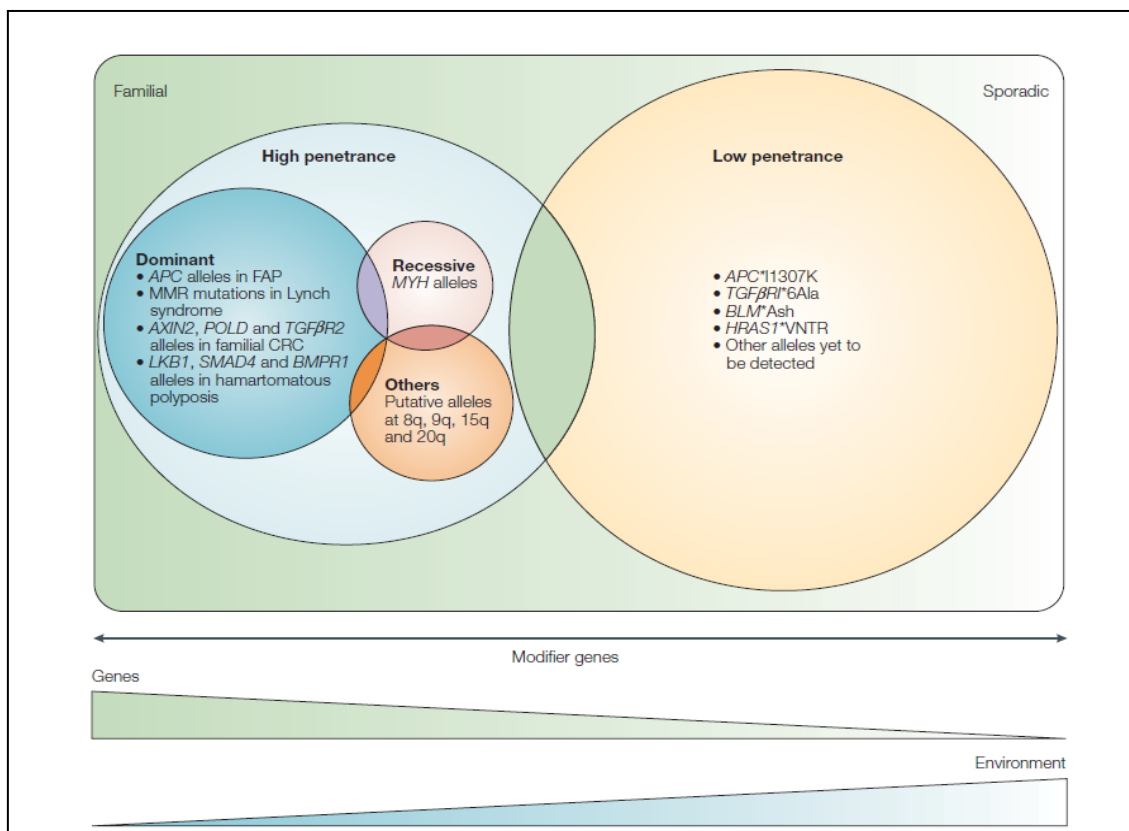 Familial
Sporadic
High penetrance
Low penetrance
Dominant
• APC alleles in FAP
• MMR mutations in Lynch
syndrome
• AXIN2, POLD and TGFβR2
alleles in familial CRC
• LKB1, SMAD4 and BMPR1
alleles in hamartomatous
polyposis
Recessive
MYH alleles
Others
Putative alleles
at 8q, 9q, 15q
and 20q
• APC*I1307K
• TGFβRI*6Ala
• BLM*Ash
• HRAS1*VNTR
• Other alleles yet to
be detected
Modifier genes
Genes
Environment